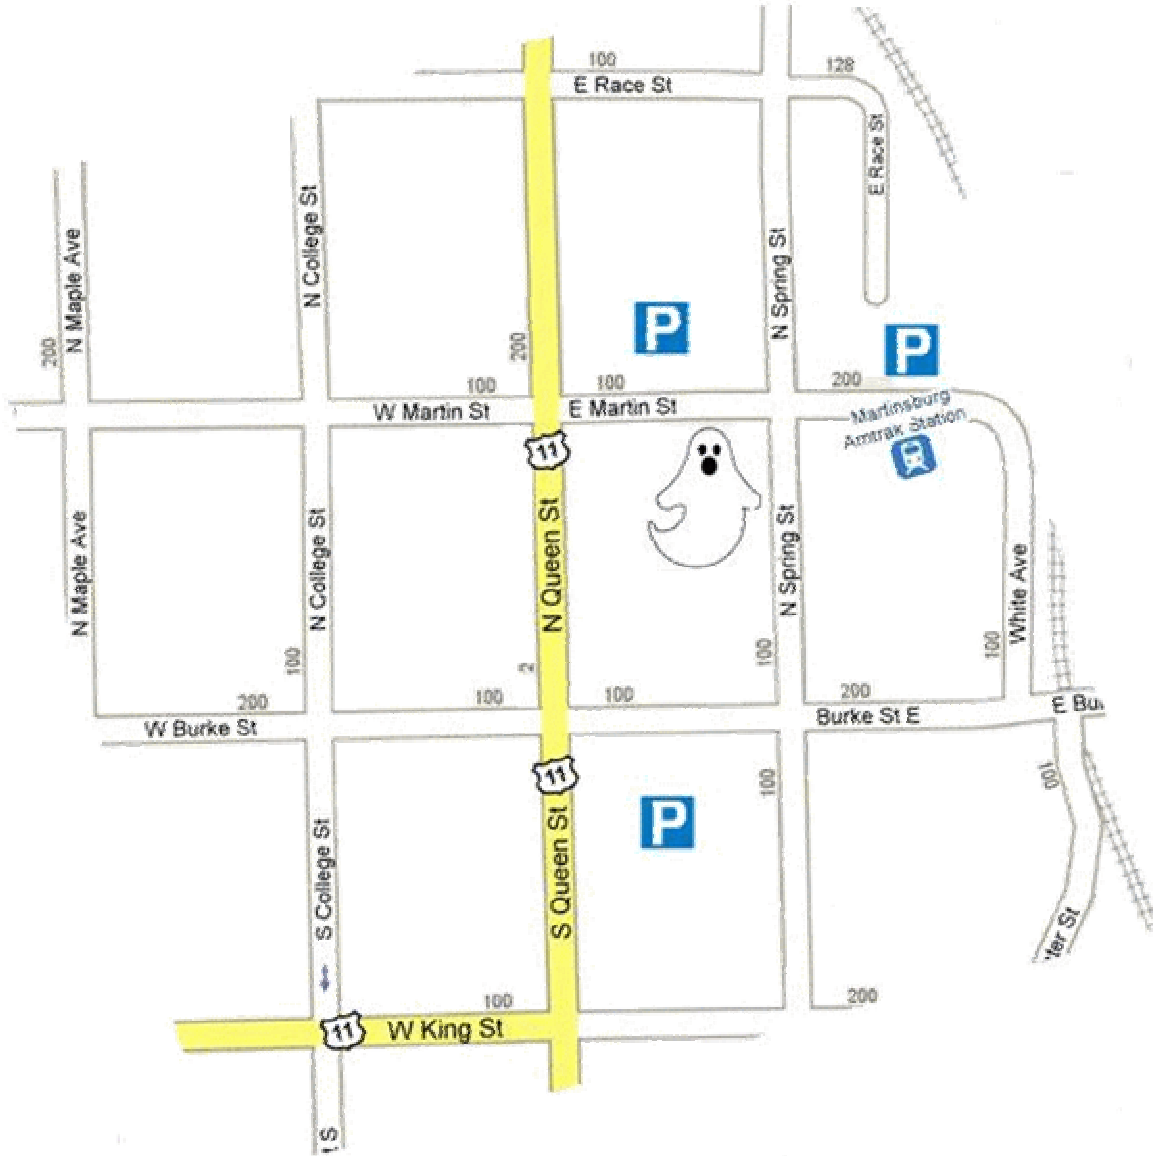 100
128
E Race St
E Race St
N College St
N Maple Ave
N Spring St
200
200
P
P
100
100
200
W Martin St
E Martin St
Martinsburg
Amtrak Station
11
N Maple Ave
N College St
N Queen St
N Spring St
White Ave
100
2
100
100
200
100
100
200
W Burke St
Burke St E
E Bu
11
100
100
P
S College St
S Queen St
ter St
100
200
11
W King St
t S